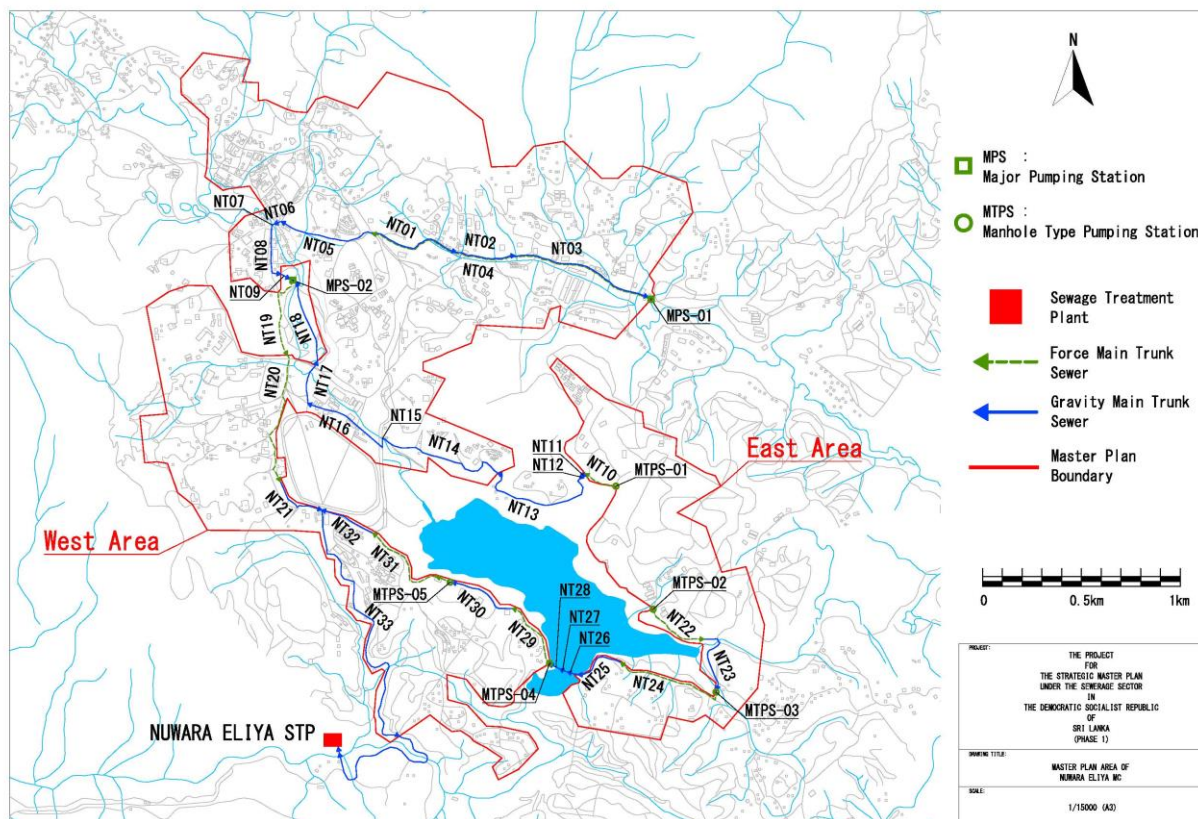 NT07
NT06
NT05
NT01
NT02
NT03
NT04
NT08
NT09
MPS-02
MPS-01
NT18
NT19
NT20
NT17
NT16
NT15
NT14
NT11
NT12
NT10
MTPS-01
NT13
East Area
West Area
NT21
NT32
NT31
MTPS-05
NT30
NT33
NT28
NT27
NT26
NT29
MTPS-04
NT25
NT24
MTPS-02
NT22
NT23
MTPS-03
NUWARA ELIYA STP
N
MPS :
Major Pumping Station
MTPS :
Manhole Type Pumping Station
Sewage Treatment
Plant
Force Main Trunk
Sewer
Gravity Main Trunk
Sewer
Master Plan
Boundary
0 0.5km 1km
PROJECT:
THE PROJECT
FOR
THE STRATEGIC MASTER PLAN
UNDER THE SEWERAGE SECTOR
IN
THE DEMOCRATIC SOCIALIST REPUBLIC
OF
SRI LANKA
(PHASE 1)
DRAWING TITLE:
MASTER PLAN AREA OF
NUWARA ELIYA MC
SCALE:
1/15000 (A3)